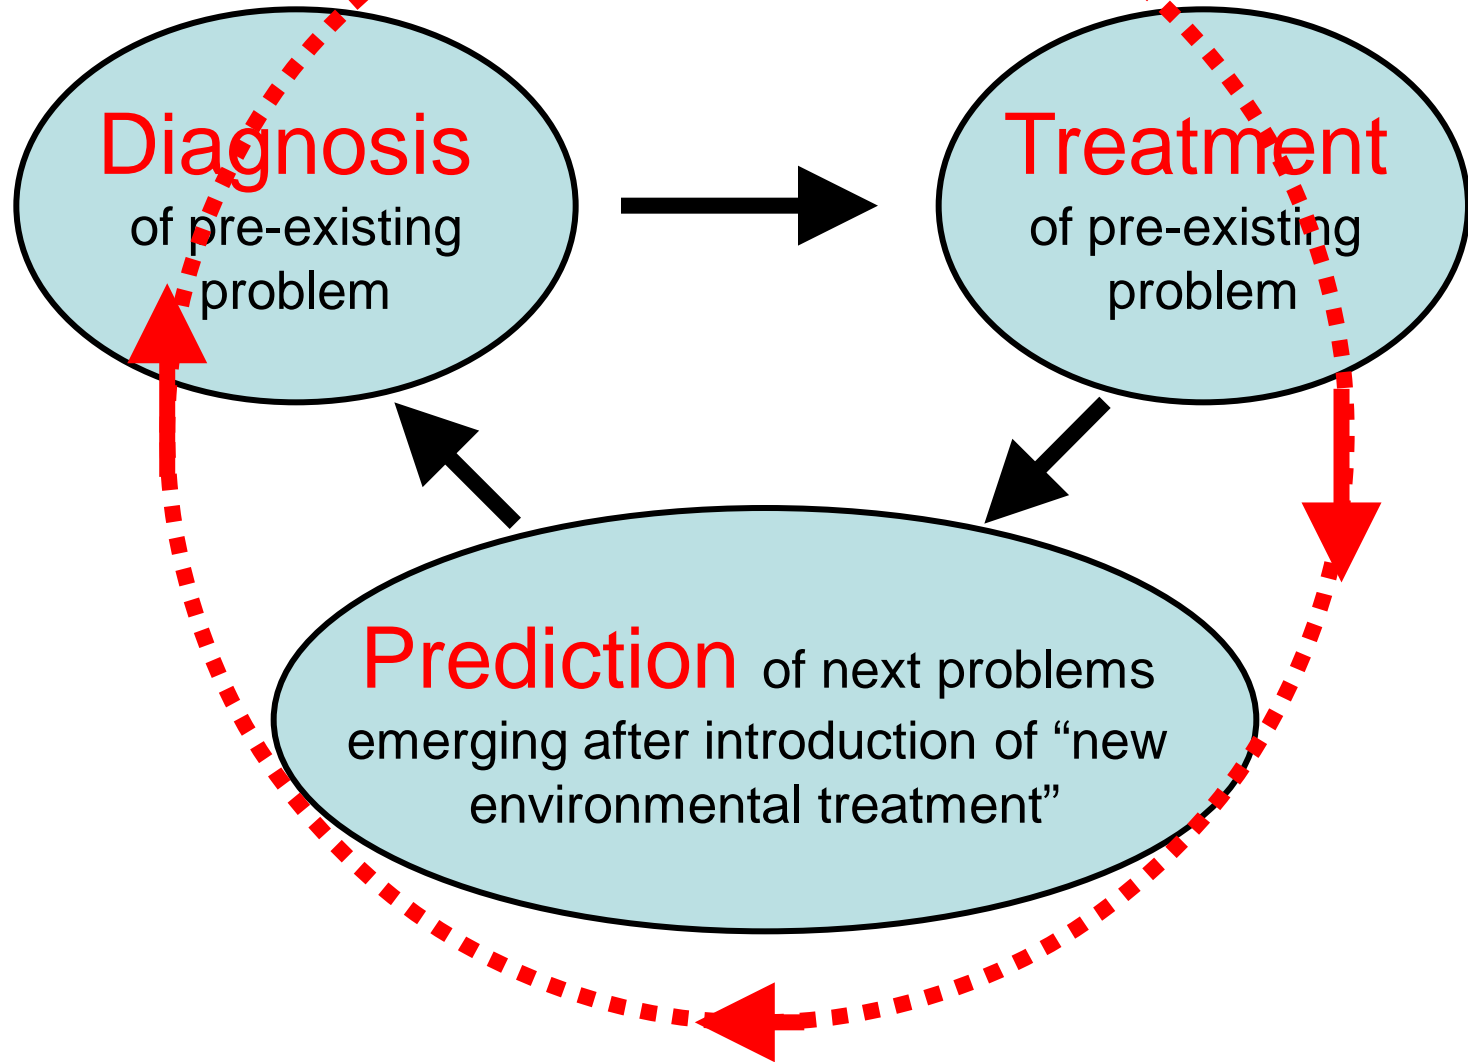 Diagnosis
of pre-existing
problem
Treatment
of pre-existing
problem
Prediction of next problems
emerging after introduction of “new
environmental treatment”